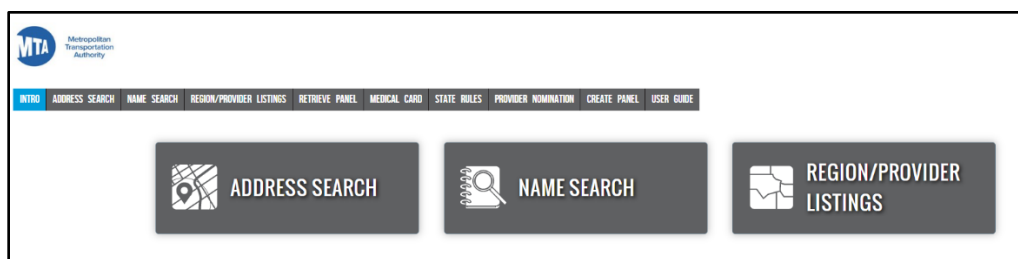 MTA
Metropolitan
Transportation
Authority
INTRO ADDRESS SEARCH NAME SEARCH REGION/PROVIDER LISTINGS RETRIEVE PANEL MEDICAL CARD STATE RULES PROVIDER NOMINATION CREATE PANEL USER GUIDE
ADDRESS SEARCH
NAME SEARCH
REGION/PROVIDER
LISTINGS